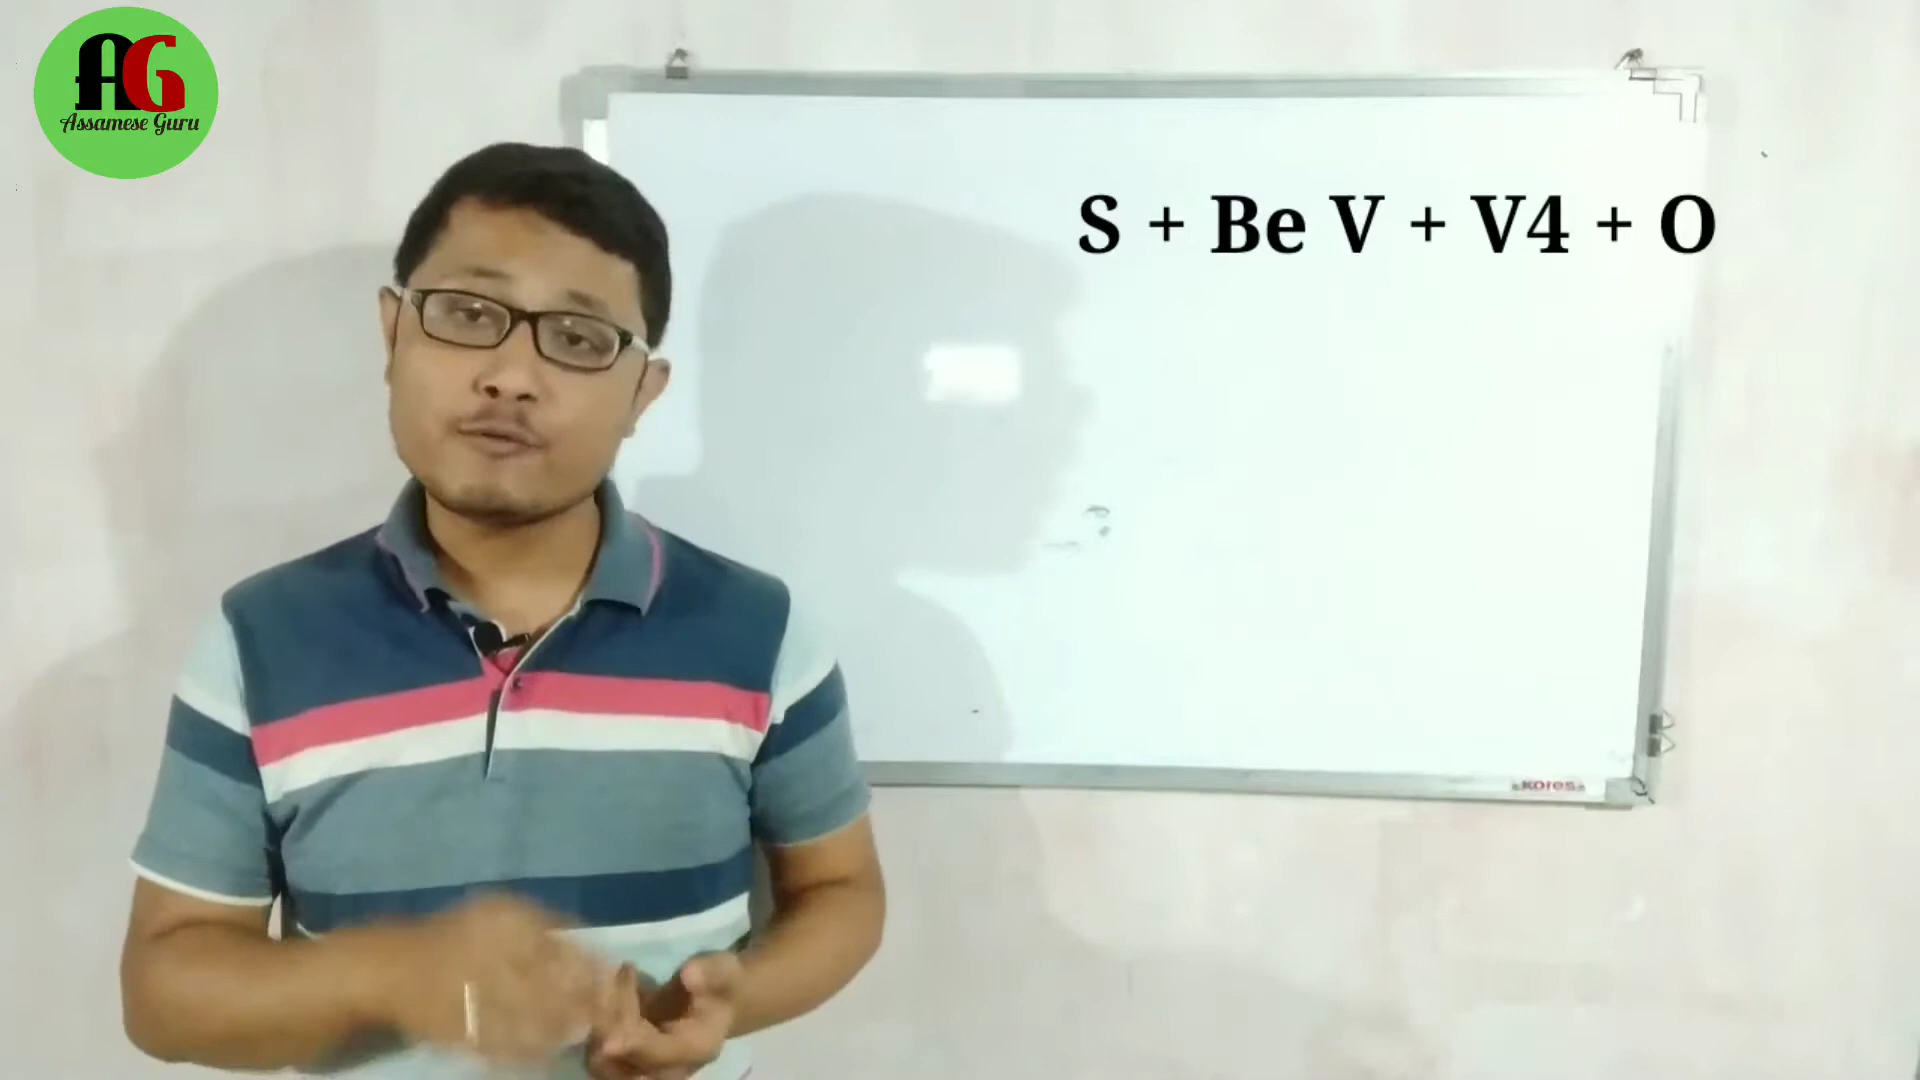 AG
Assamese Guru
S + Be V + V4 + O
Kores